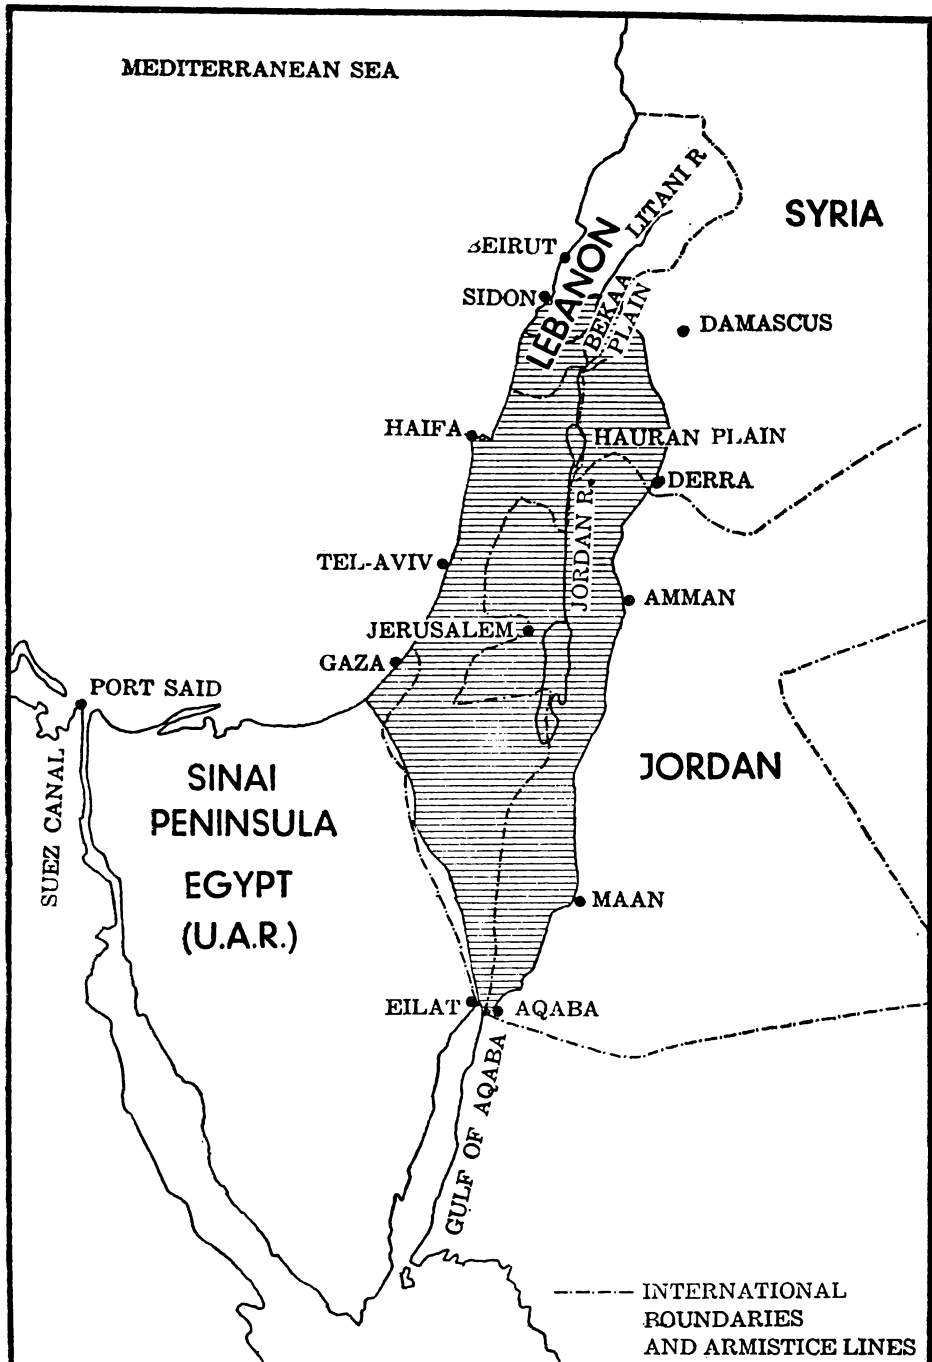 MEDITERRANEAN SEA
LITANI R
SYRIA
BEIRUT
LEBANON
SIDON
BEKAA
PLAIN
DAMASCUS
HAIFA
HAURAN PLAIN
DERRA
JORDAN R.
TEL-AVIV
AMMAN
JERUSALEM
GAZA
PORT SAID
SUEZ CANAL
SINAI
PENINSULA
EGYPT
(U.A.R.)
JORDAN
MAAN
EILAT
AQABA
GULF OF AQABA
INTERNATIONAL
BOUNDARIES
AND ARMISTICE LINES